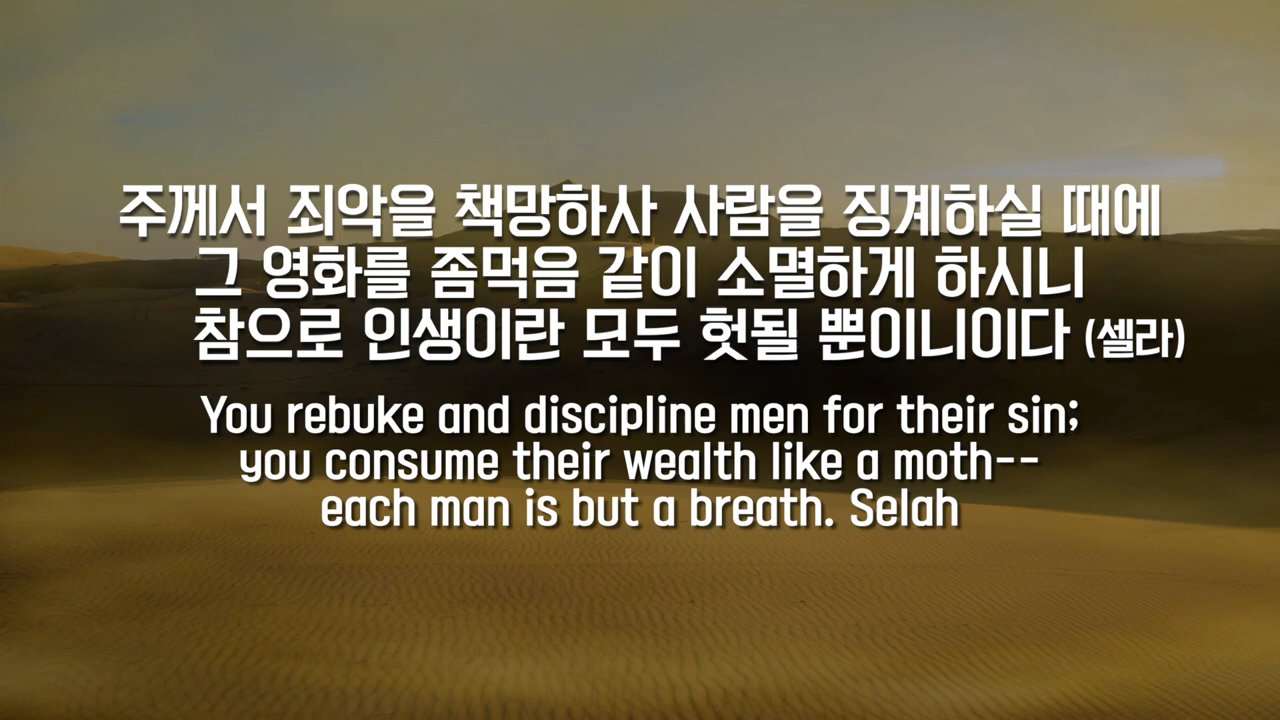 주께서 죄악을 책망하사 사람을 징계하실 때에
그 영화를 좀먹음 같이 소멸하게 하시니
참으로 인생이란 모두 헛될 뿐이니이다 (셀라)
You rebuke and discipline men for their sin;
you consume their wealth like a moth--
each man is but a breath. Selah